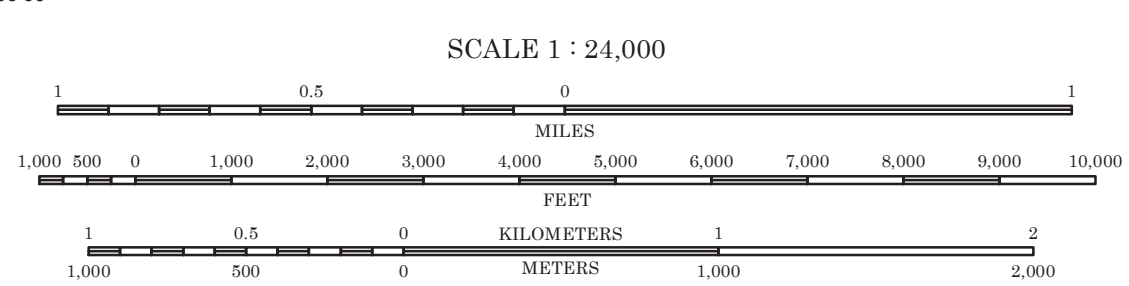 SCALE 1 : 24,000
1 0.5 0 1
MILES
1,000 500 0 1,000 2,000 3,000 4,000 5,000 6,000 7,000 8,000 9,000 10,000
FEET
1 0.5 0 KILOMETERS 1 2
1,000 500 0 METERS 1,000 2,000